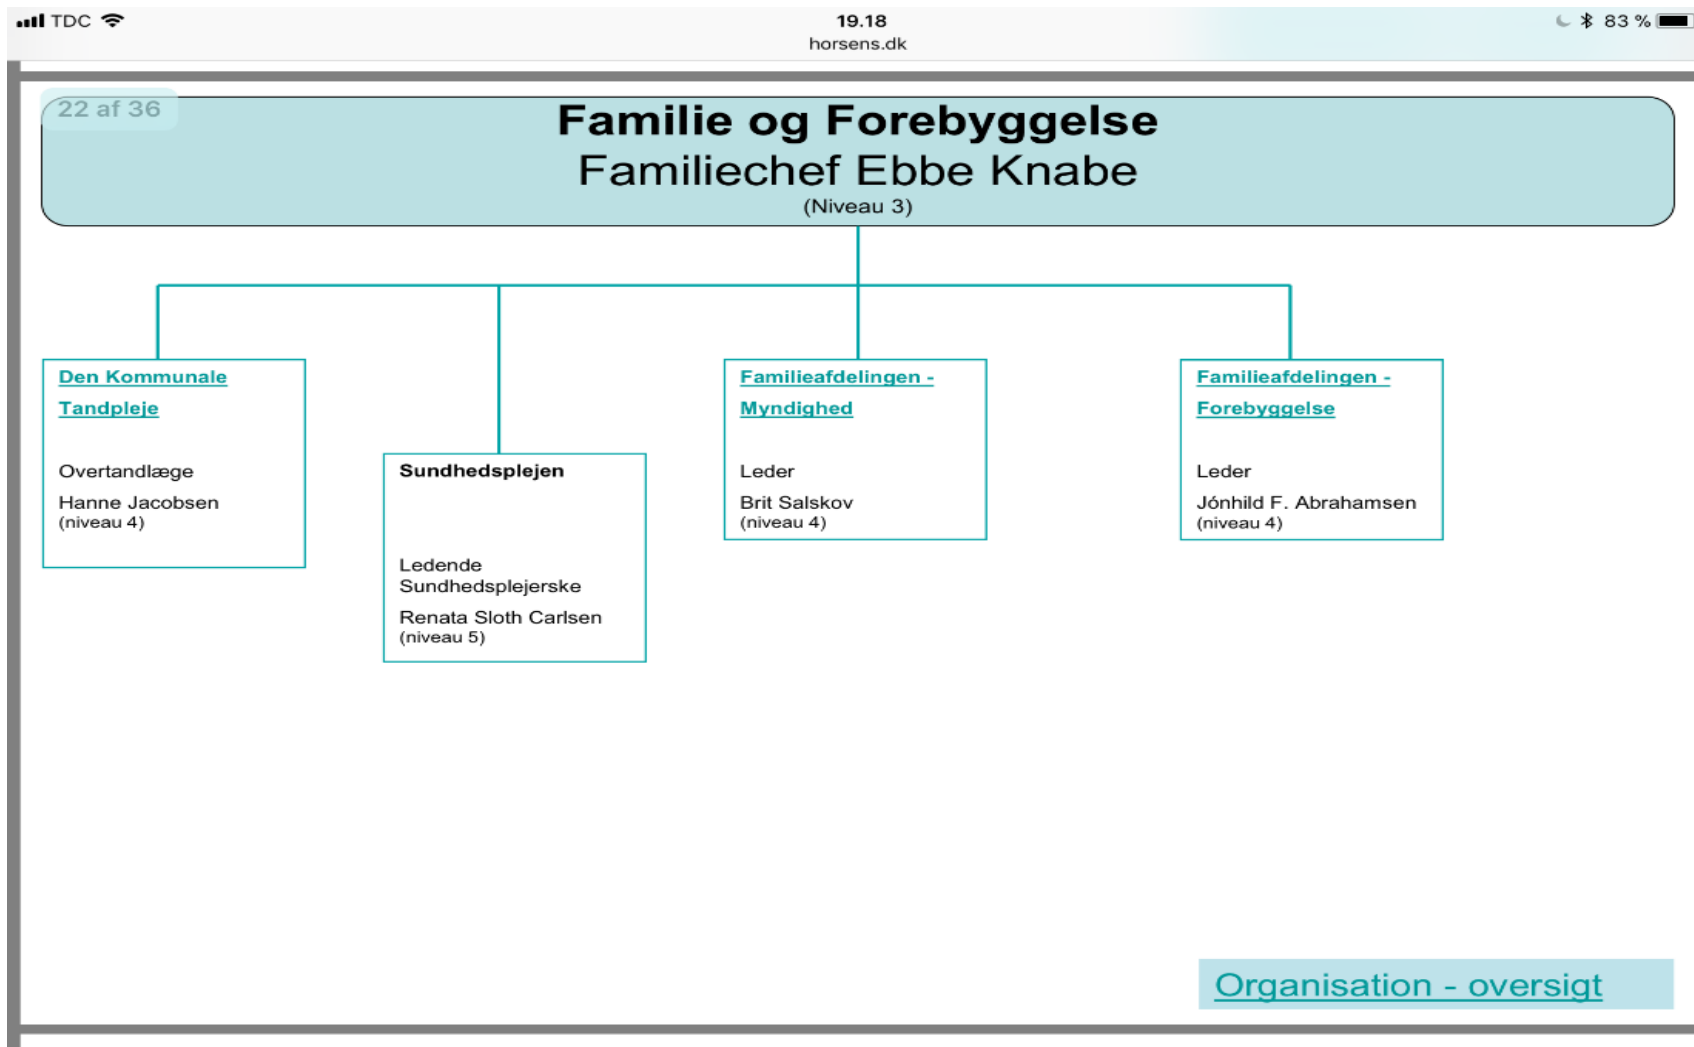 TDC
19.18
83 %
horsens.dk
22 af 36
Familie og Forebyggelse
Familiechef Ebbe Knabe
(Niveau 3)
Den Kommunale
Tandpleje
Overtandlæge
Hanne Jacobsen
(niveau 4)
Sundhedsplejen
Ledende
Sundhedsplejerske
Renata Sloth Carlsen
(niveau 5)
Familieafdelingen -
Myndighed
Leder
Brit Salskov
(niveau 4)
Familieafdelingen -
Forebyggelse
Leder
Jónhild F. Abrahamsen
(niveau 4)
Organisation - oversigt